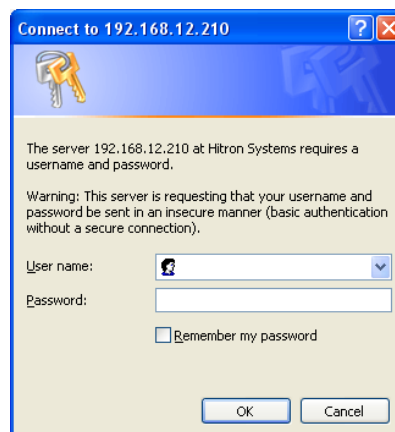 Connect to 192.168.12.210
The server 192.168.12.210 at Hitron Systems requires a
username and password.
Warning: This server is requesting that your username and
password be sent in an insecure manner (basic authentication
without a secure connection).
User name:
Password:
Remember my password
OK Cancel